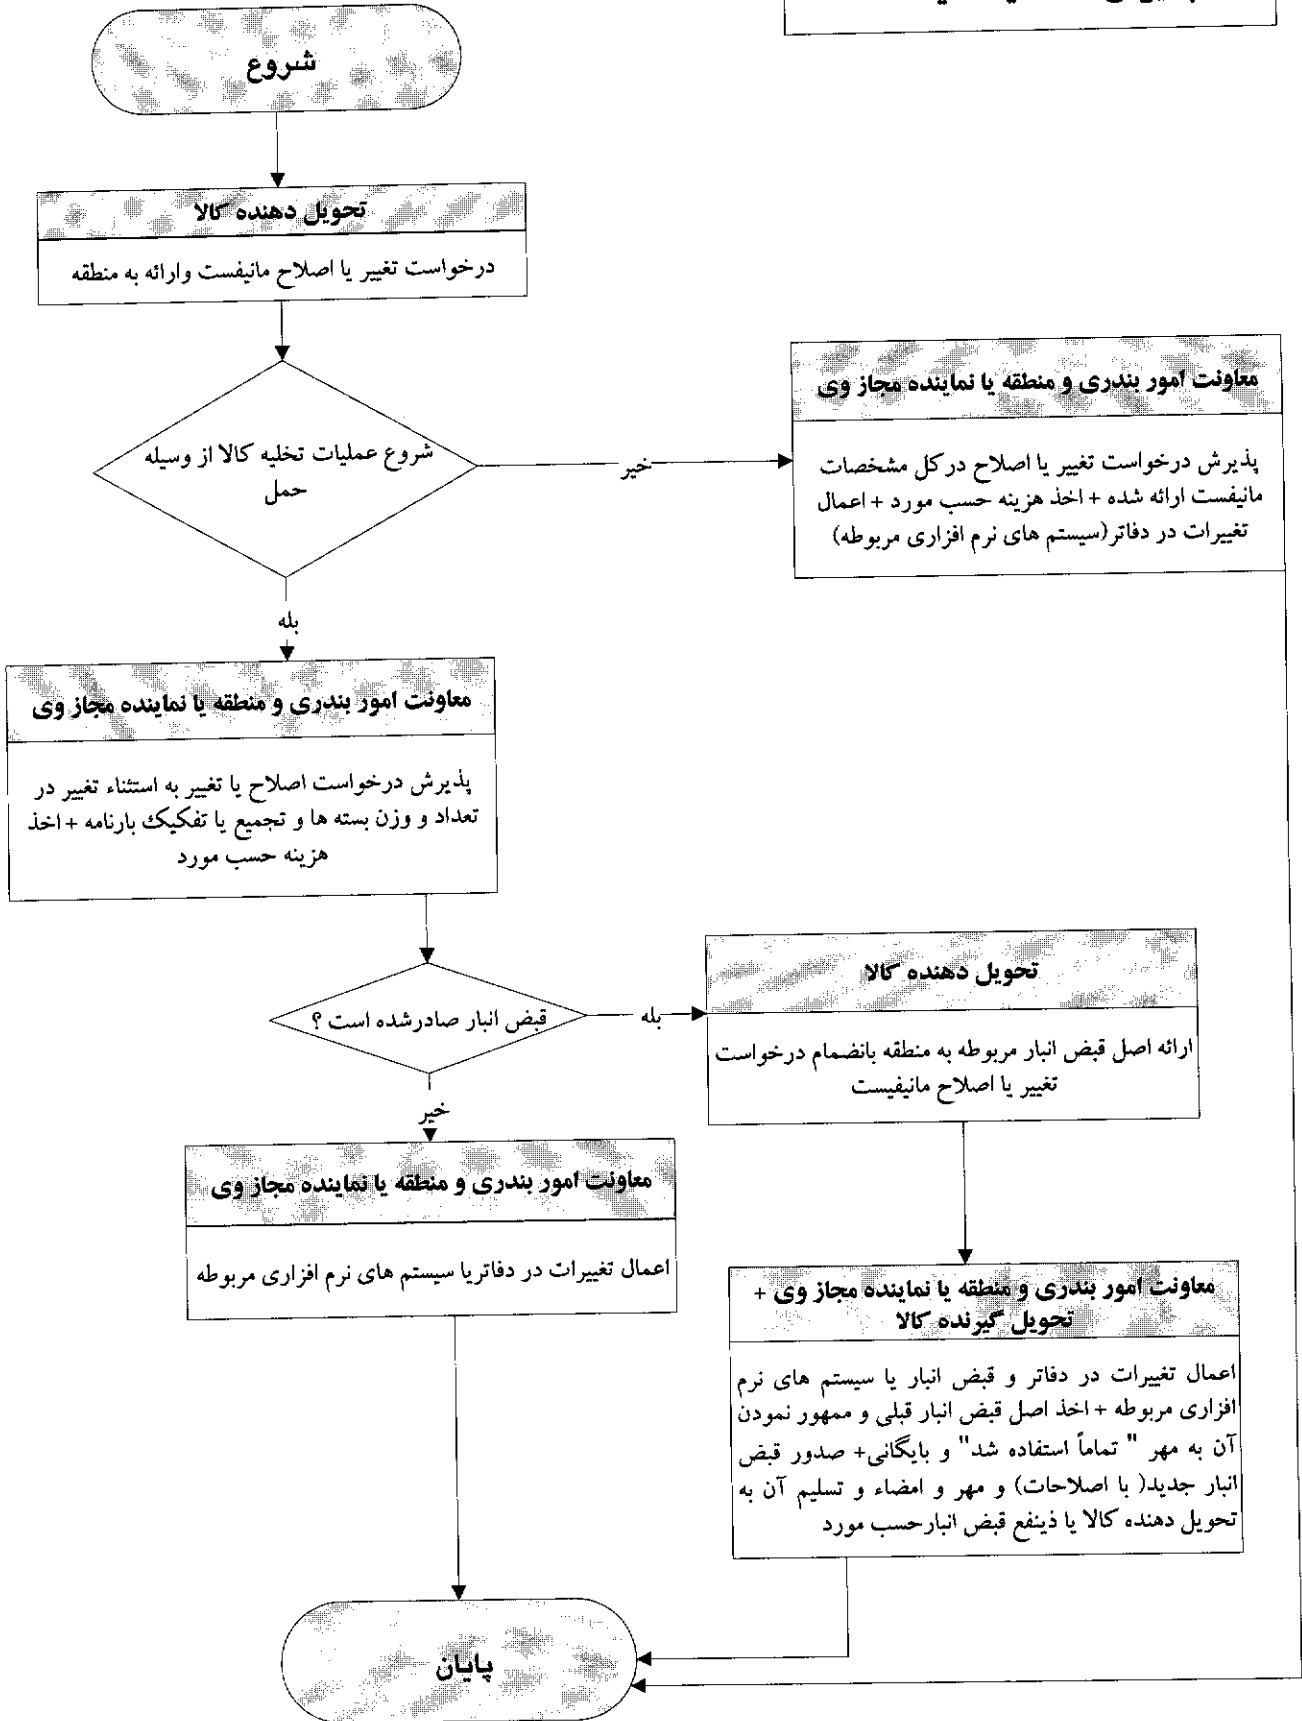 شروع
تحویل دهنده کالا
درخواست تغییر یا اصلاح مانیفست وارائه به منطقه
شروع عملیات تخلیه کالا از وسیله
حمل
خیر
معاونت امور بندری و منطقه یا نماینده مجاز وی
پذیرش درخواست تغییر یا اصلاح درکل مشخصات
مانیفست ارائه شده + اخذ هزینه حسب مورد + اعمال
تغییرات در دفاتر(سیستم های نرم افزاری مربوطه)
بله
معاونت امور بندری و منطقه یا نماینده مجاز وی
پذیرش درخواست اصلاح یا تغییر به استثناء تغییر در
تعداد و وزن بسته ها و تجمیع یا تفکیک بارنامه + اخذ
هزینه حسب مورد
قبض انبار صادرشده است ؟
بله
تحویل دهنده کالا
ارائه اصل قبض انبار مربوطه به منطقه بانضمام درخواست
تغییر یا اصلاح مانیفیست
خیر
معاونت امور بندری و منطقه یا نماینده مجاز وی
اعمال تغییرات در دفاتریا سیستم های نرم افزاری مربوطه
معاونت امور بندری و منطقه یا نماینده مجاز وی +
تحویل گیرنده کالا
اعمال تغییرات در دفاتر و قبض انبار یا سیستم های نرم
افزاری مربوطه + اخذ اصل قبض انبار قبلی و ممهور نمودن
آن به مهر " تماماً استفاده شد" و بایگانی+ صدور قبض
انبار جدید( با اصلاحات) و مهر و امضاء و تسلیم آن به
تحویل دهنده کالا یا ذینفع قبض انبارحسب مورد
پایان